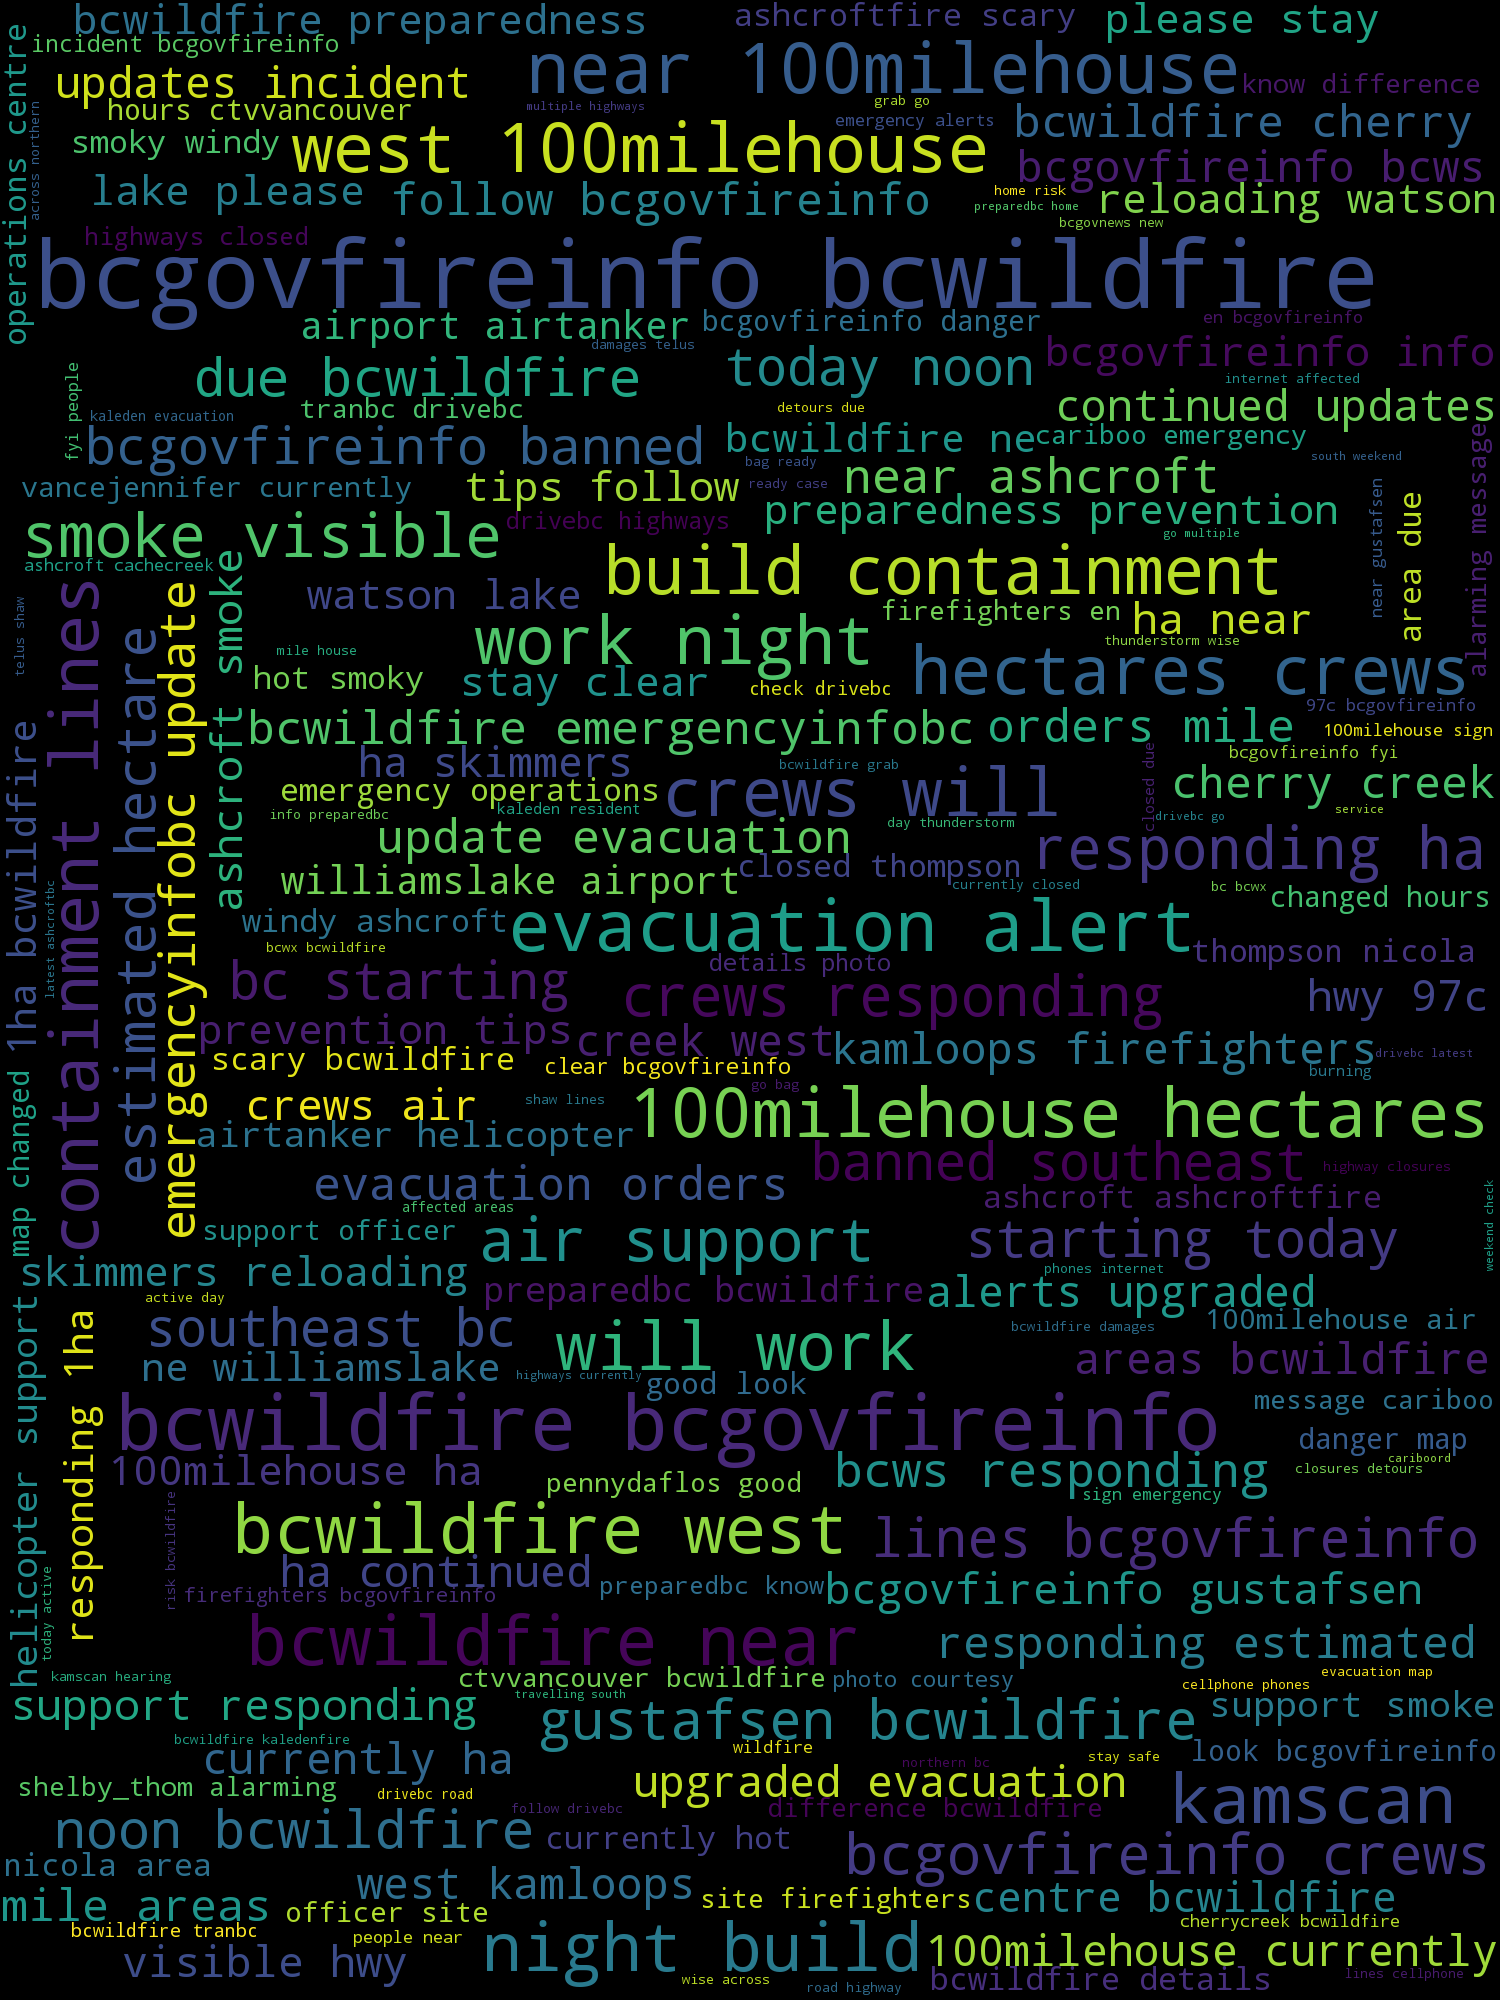 bcwildfire preparedness
ashcroftfire scary
please stay
incident bcgovfireinfo
operations centre
near 100milehouse
updates incident
know difference
hours ctvvancouver
multiple highways
grab go
emergency alerts
across northern
bcwildfire cherry
smoky windy
west 100milehouse
bcgovfireinfo bcws
lake please
follow bcgovfireinfo
home risk
preparedbc home
reloading watson
bcgovnews new
highways closed
bcgovfireinfo bcwildfire
airport airtanker
bcgovfireinfo danger
en bcgovfireinfo
damages telus
due bcwildfire
today noon
bcgovfireinfo info
internet affected
fyi people
tranbc drivebc
kaleden evacuation
detours due
continued updates
bcgovfireinfo banned
bcwildfire ne
cariboo emergency
bag ready
south weekend
alarming message
vancejennifer currently
tips follow
ready case
near ashcroft
near gustafsen
area due
smoke visible
drivebc highways
preparedness prevention
go multiple
ashcroft cachecreek
ashcroft smoke
build containment
containment lines
emergencyinfobc update
estimated hectare
telus shaw
watson lake
firefighters en
ha near
work night
thunderstorm wise
mile house
hectares crews
hot smoky
stay clear
check drivebc
97c bcgovfireinfo
bcwildfire emergencyinfobc
orders mile
100milehouse sign
1ha bcwildfire
ha skimmers
bcwildfire grab
closed due
bcgovfireinfo fyi
crews will
cherry creek
emergency operations
kaleden resident
info preparedbc
drivebc go
service
update evacuation
day thunderstorm
responding ha
closed thompson
williamslake airport
currently closed
bc bcwx
changed hours
latest ashcroftbc
windy ashcroft
evacuation alert
bcwx bcwildfire
thompson nicola
bc starting
details photo
crews responding
hwy 97c
prevention tips
creek west
kamloops firefighters
scary bcwildfire
clear bcgovfireinfo
drivebc latest
burning
go bag
map changed
crews air
shaw lines
100milehouse hectares
airtanker helicopter
banned southeast
highway closures
evacuation orders
ashcroft ashcroftfire
affected areas
weekend check
support officer
air support
starting today
skimmers reloading
phones internet
preparedbc bcwildfire
alerts upgraded
active day
helicopter support
responding 1ha
southeast bc
will work
bcwildfire damages
100milehouse air
ne williamslake
highways currently
good look
areas bcwildfire
bcwildfire bcgovfireinfo
message cariboo
danger map
cariboord
100milehouse ha
pennydaflos good
bcws responding
closures detours
sign emergency
risk bcwildfire
bcwildfire west
lines bcgovfireinfo
today active
ha continued
preparedbc know
bcgovfireinfo gustafsen
firefighters bcgovfireinfo
bcwildfire near
responding estimated
kamscan hearing
ctvvancouver bcwildfire
photo courtesy
evacuation map
cellphone phones
travelling south
support responding
gustafsen bcwildfire
support smoke
bcwildfire kaledenfire
currently ha
wildfire
northern bc
stay safe
look bcgovfireinfo
shelby_thom alarming
drivebc road
upgraded evacuation
kamscan
follow drivebc
difference bcwildfire
noon bcwildfire
currently hot
bcgovfireinfo crews
nicola area
west kamloops
mile areas
officer site
site firefighters
centre bcwildfire
bcwildfire tranbc
people near
cherrycreek bcwildfire
visible hwy
night build
100milehouse currently
wise across
road highway
bcwildfire details
lines cellphone